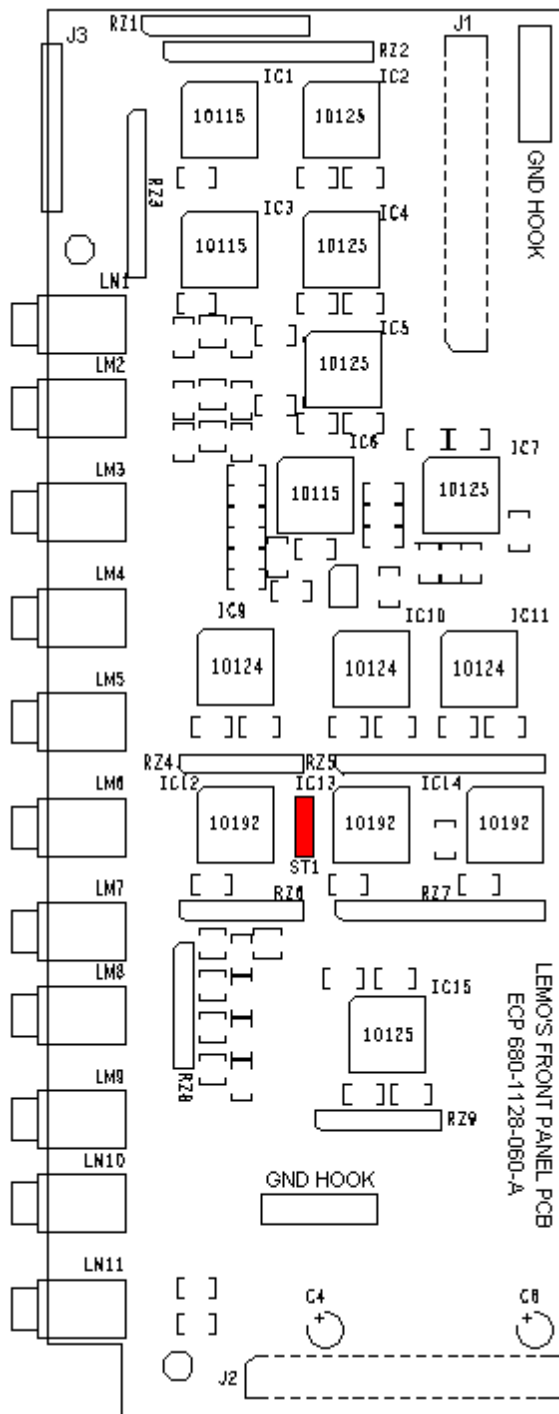 RZ1
J3
RZ2
J1
IC1
IC2
10115
10125
GND HOOK
RZ3
IC3
IC4
10115
10125
LN1
IC5
10125
LM2
IC6
IC7
LM3
10115
10125
LM4
IC9
IC10
IC11
10124
10124
10124
LM5
RZ4
RZ5
LM6
IC12
IC13
IC14
10192
10192
10192
ST1
LM7
RZ6
RZ7
LM8
IC15
10125
LEMO'S FRONT PANEL PCB
ECP 680-1128-060-A
LM9
RZ8
RZ9
LN10
GND HOOK
LN11
C4
+
C6
+
J2